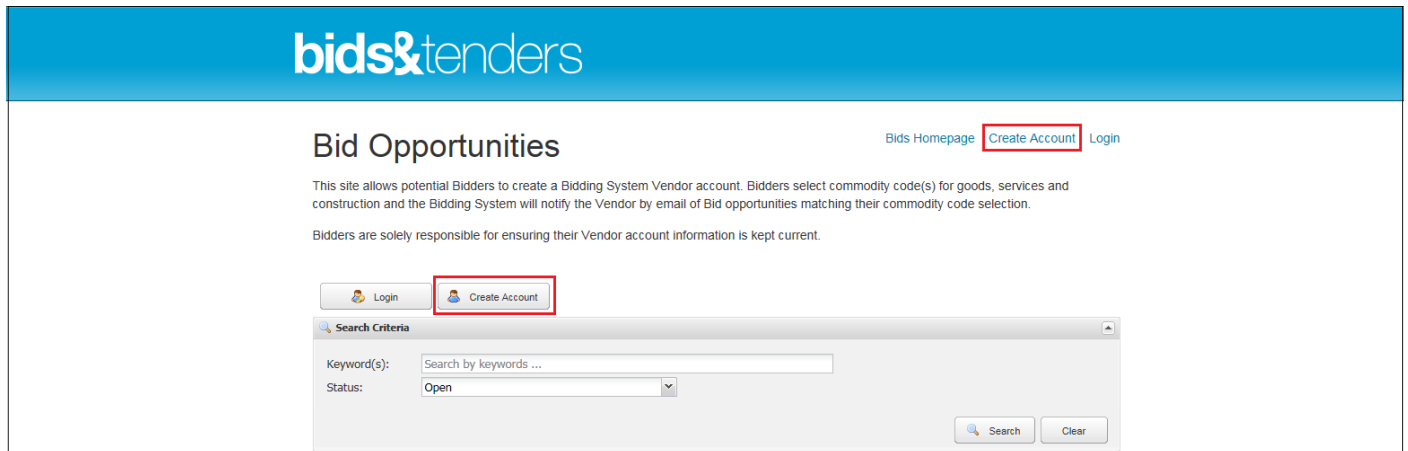 bids&tenders
Bid Opportunities
Bids Homepage Create Account Login
This site allows potential Bidders to create a Bidding System Vendor account. Bidders select commodity code(s) for goods, services and
construction and the Bidding System will notify the Vendor by email of Bid opportunities matching their commodity code selection.
Bidders are solely responsible for ensuring their Vendor account information is kept current.
Login Create Account
Search Criteria
Keyword(s): Search by keywords ...
Status: Open
Search Clear